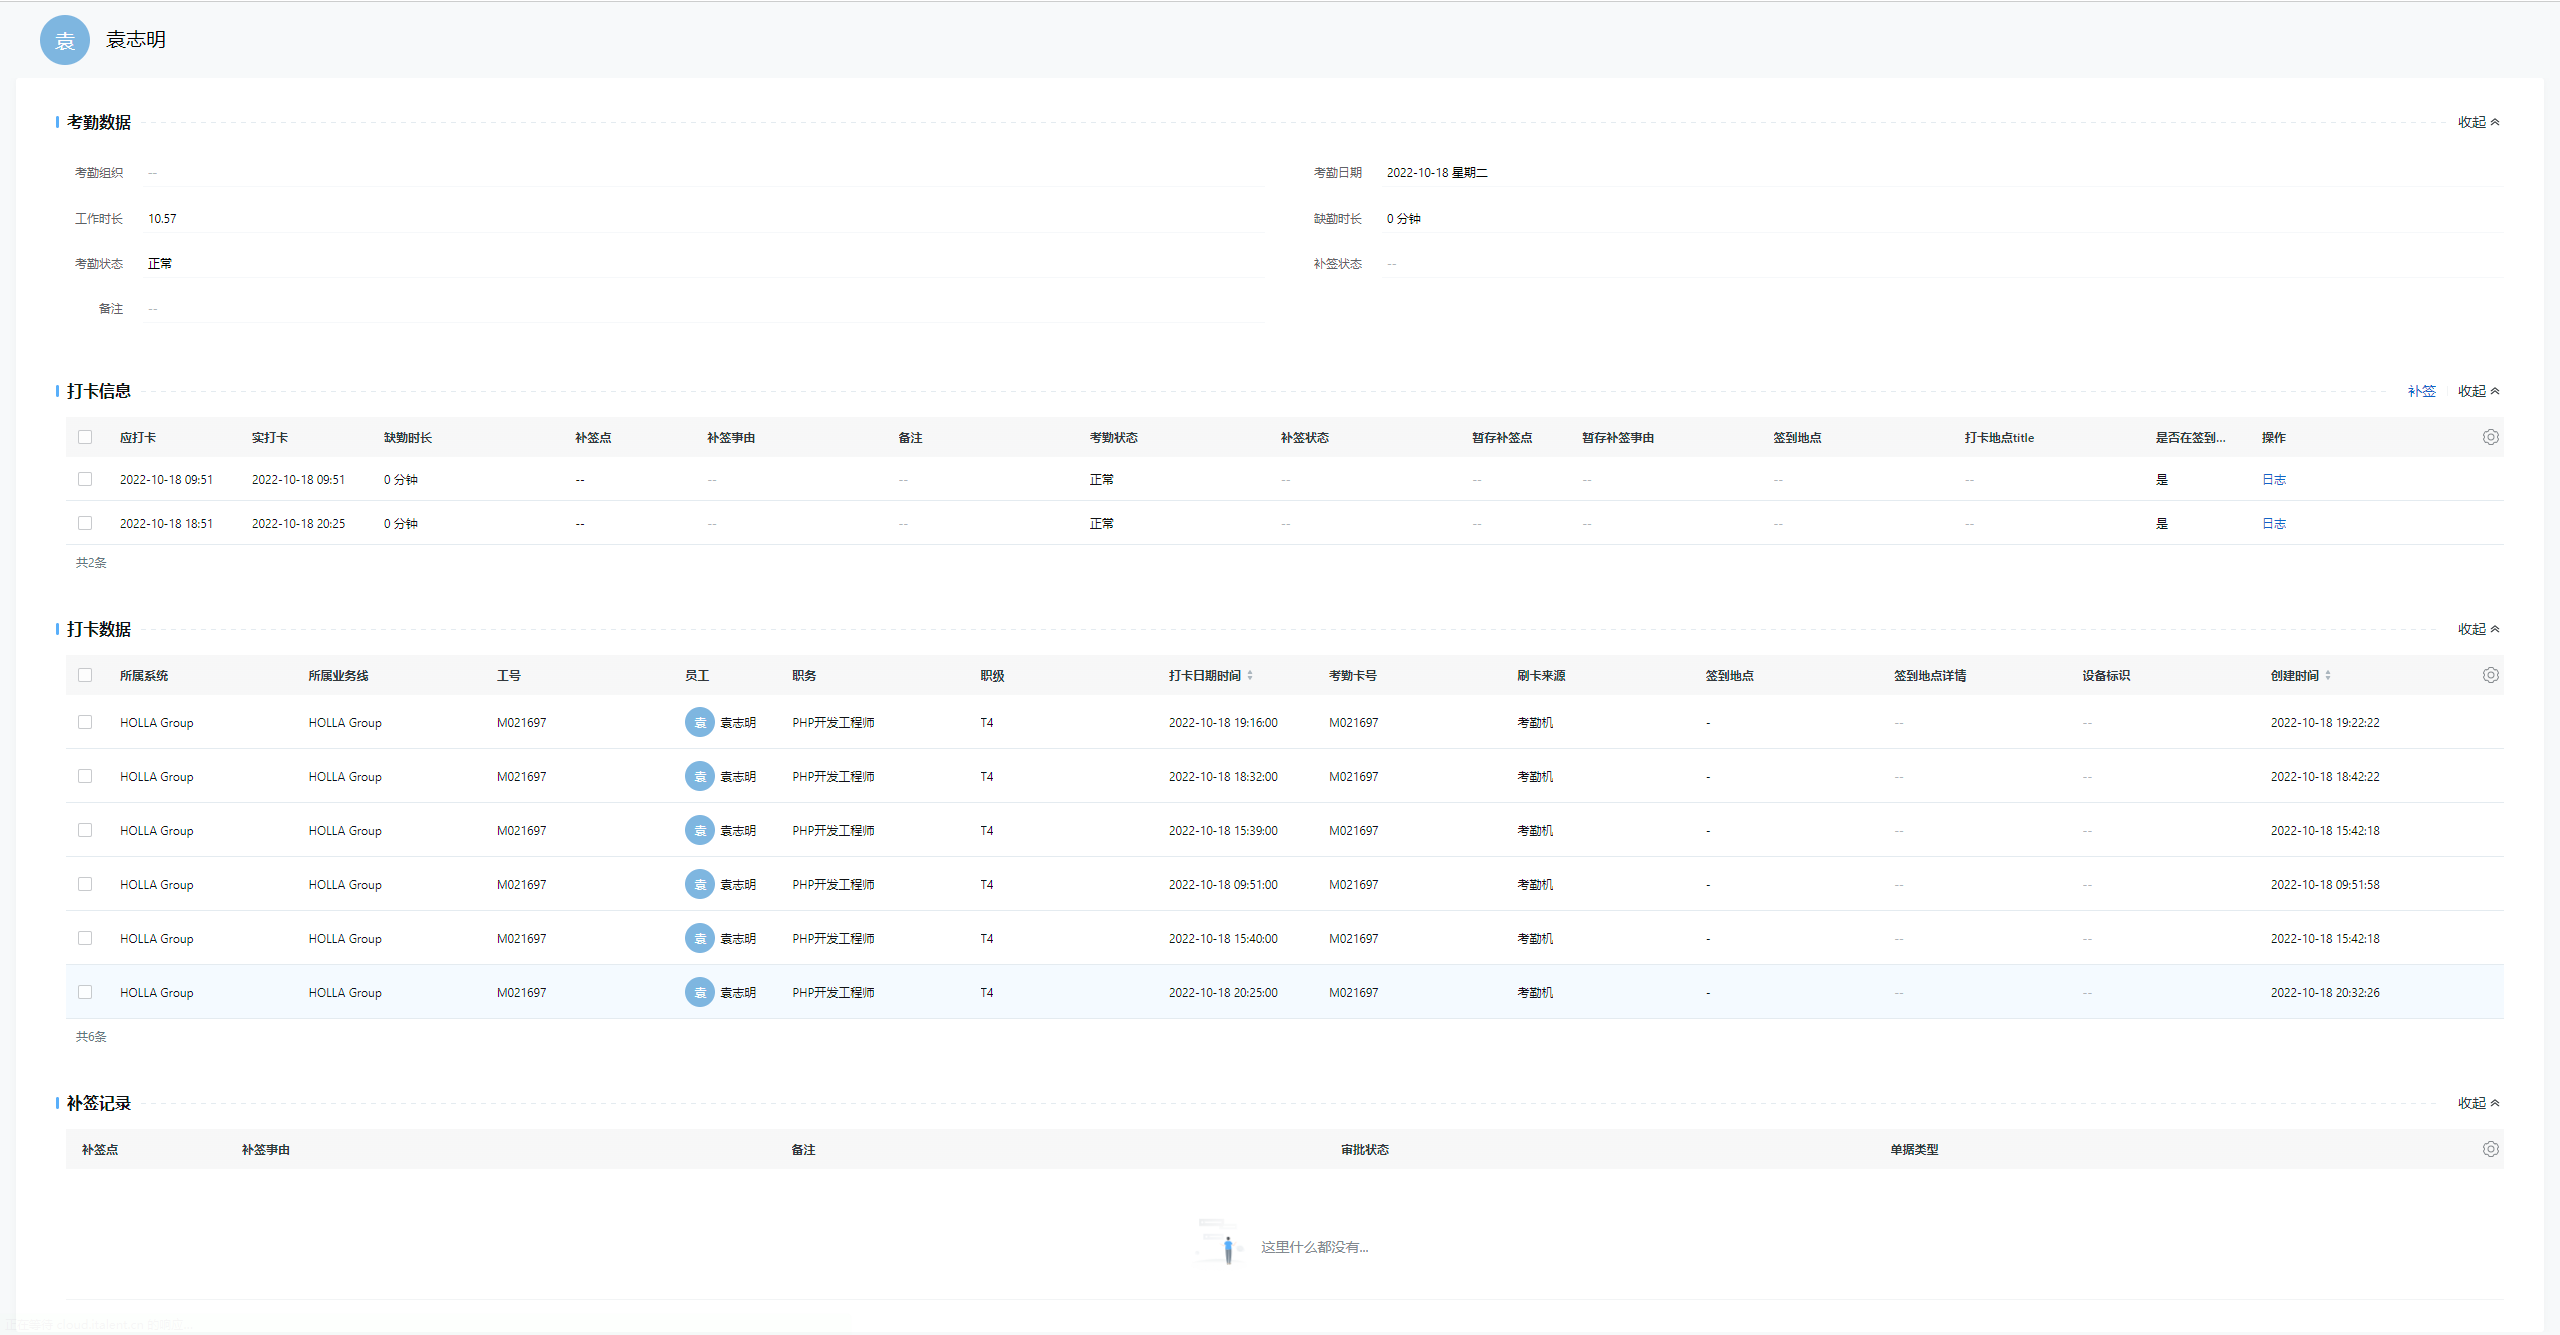 袁 袁志明
考勤数据 收起
考勤组织 -- 考勤日期 2022-10-18 星期二
工作时长 10.57 缺勤时长 0 分钟
考勤状态 正常 补签状态 --
备注 --
打卡信息 补签 收起
应打卡 实打卡 缺勤时长 补签点 补签事由 备注 考勤状态 补签状态 暂存补签点 暂存补签事由 签到地点 打卡地点title 是否在签到... 操作
2022-10-18 09:51 2022-10-18 09:51 0 分钟 -- -- -- 正常 -- -- -- -- -- 是 日志
2022-10-18 18:51 2022-10-18 20:25 0 分钟 -- -- -- 正常 -- -- -- -- -- 是 日志
共2条
打卡数据 收起
所属系统 所属业务线 工号 员工 职务 职级 打卡日期时间 考勤卡号 刷卡来源 签到地点 签到地点详情 设备标识 创建时间
HOLLA Group HOLLA Group M021697 袁 袁志明 PHP开发工程师 T4 2022-10-18 19:16:00 M021697 考勤机 - -- -- 2022-10-18 19:22:22
HOLLA Group HOLLA Group M021697 袁 袁志明 PHP开发工程师 T4 2022-10-18 18:32:00 M021697 考勤机 - -- -- 2022-10-18 18:42:22
HOLLA Group HOLLA Group M021697 袁 袁志明 PHP开发工程师 T4 2022-10-18 15:39:00 M021697 考勤机 - -- -- 2022-10-18 15:42:18
HOLLA Group HOLLA Group M021697 袁 袁志明 PHP开发工程师 T4 2022-10-18 09:51:00 M021697 考勤机 - -- -- 2022-10-18 09:51:58
HOLLA Group HOLLA Group M021697 袁 袁志明 PHP开发工程师 T4 2022-10-18 15:40:00 M021697 考勤机 - -- -- 2022-10-18 15:42:18
HOLLA Group HOLLA Group M021697 袁 袁志明 PHP开发工程师 T4 2022-10-18 20:25:00 M021697 考勤机 - -- -- 2022-10-18 20:32:26
共6条
补签记录 收起
补签点 补签事由 备注 审批状态 单据类型
这里什么都没有...